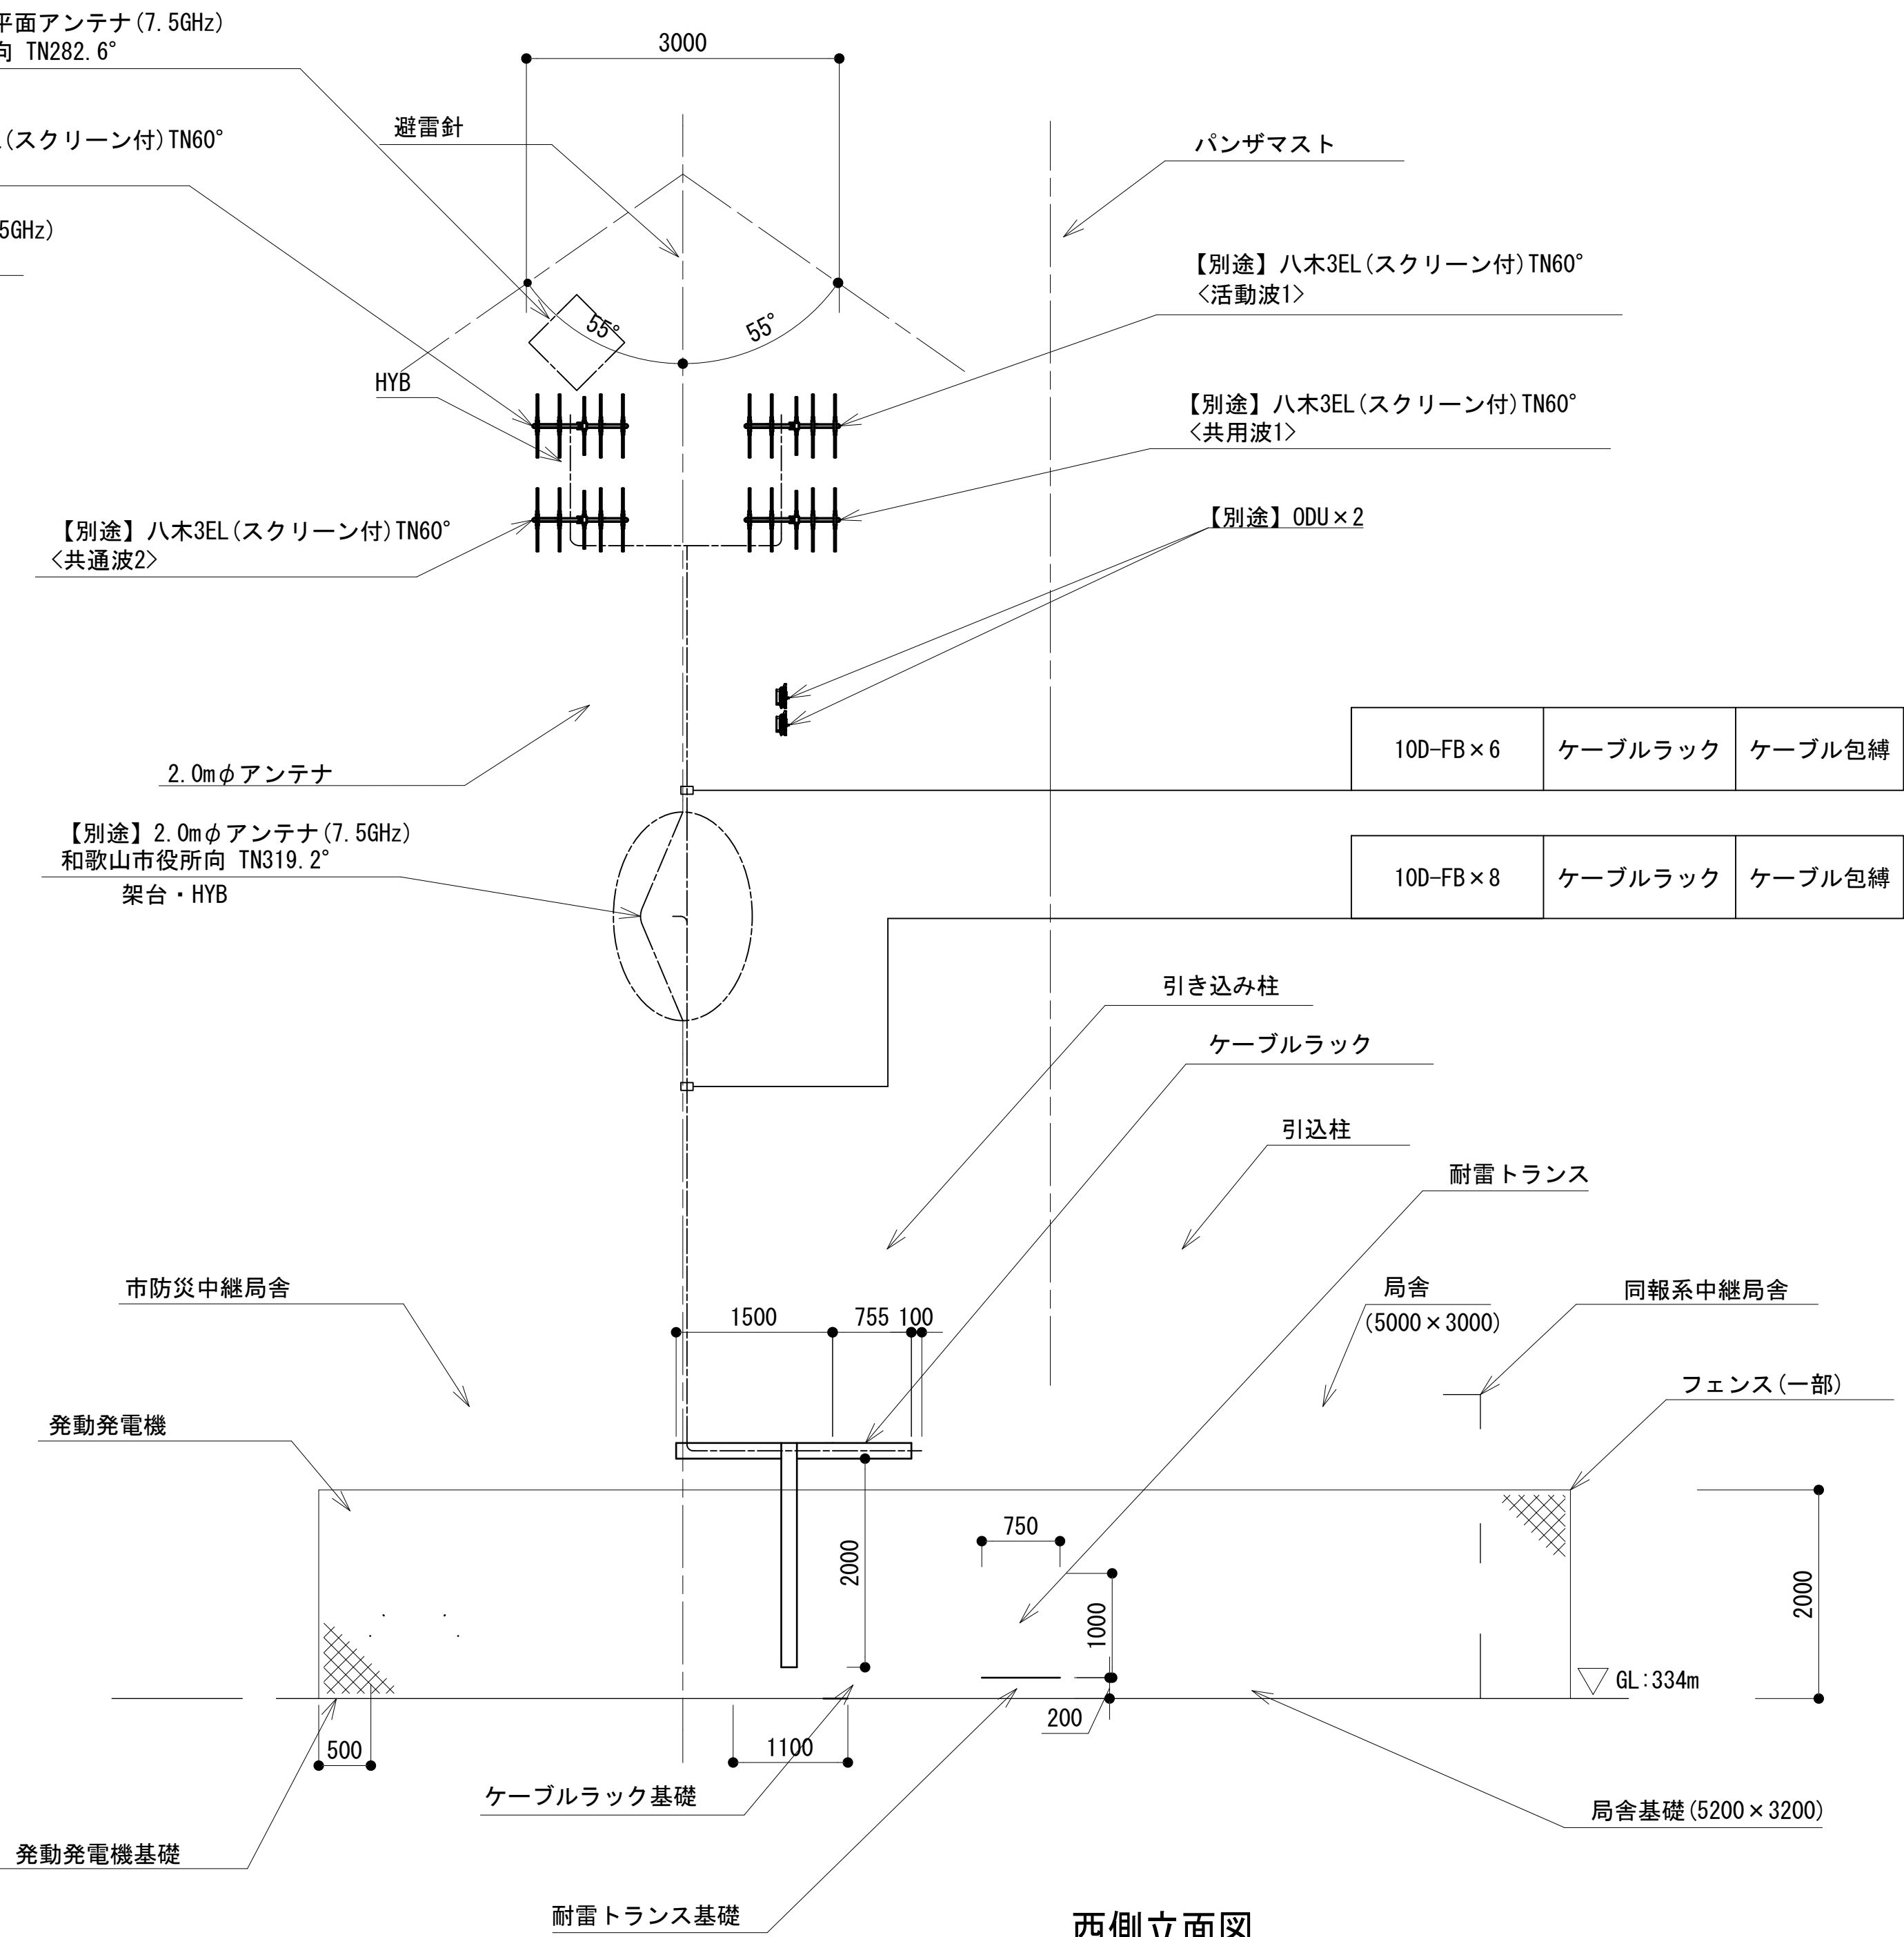 平面アンテナ(7.5GHz)
向 TN282.6°
3000
避雷針
(スクリーン付)TN60°
パンザマスト
5GHz)
【別途】八木3EL(スクリーン付)TN60°
<活動波1>
55°
55°
HYB
【別途】八木3EL(スクリーン付)TN60°
<共用波1>
【別途】八木3EL(スクリーン付)TN60°
<共通波2>
【別途】ODU×2
2.0mφアンテナ
10D-FB×6 ケーブルラック ケーブル包縛
【別途】2.0mφアンテナ(7.5GHz)
和歌山市役所向 TN319.2°
架台・HYB
10D-FB×8 ケーブルラック ケーブル包縛
引き込み柱
ケーブルラック
引込柱
耐雷トランス
市防災中継局舎
局舎
(5000×3000)
同報系中継局舎
1500
755
100
フェンス(一部)
発動発電機
750
2000
1000
2000
GL:334m
200
500
1100
ケーブルラック基礎
局舎基礎(5200×3200)
発動発電機基礎
耐雷トランス基礎
西側立面図